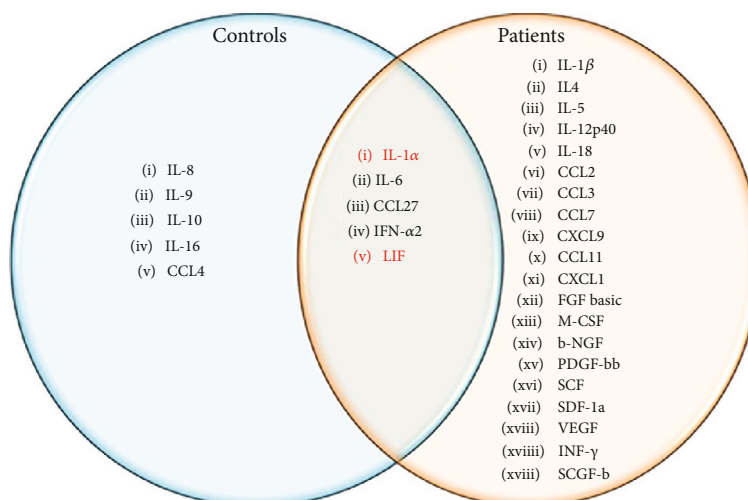 Controls
(i) IL-8
(ii) IL-9
(iii) IL-10
(iv) IL-16
(v) CCL4
(i) IL-1α
(ii) IL-6
(iii) CCL27
(iv) IFN-α2
(v) LIF
Patients
(i) IL-1β
(ii) IL4
(iii) IL-5
(iv) IL-12p40
(v) IL-18
(vi) CCL2
(vii) CCL3
(viii) CCL7
(ix) CXCL9
(x) CCL11
(xi) CXCL1
(xii) FGF basic
(xiii) M-CSF
(xiv) b-NGF
(xv) PDGF-bb
(xvi) SCF
(xvii) SDF-1a
(xviii) VEGF
(xviiii) INF-γ
(xviii) SCGF-b